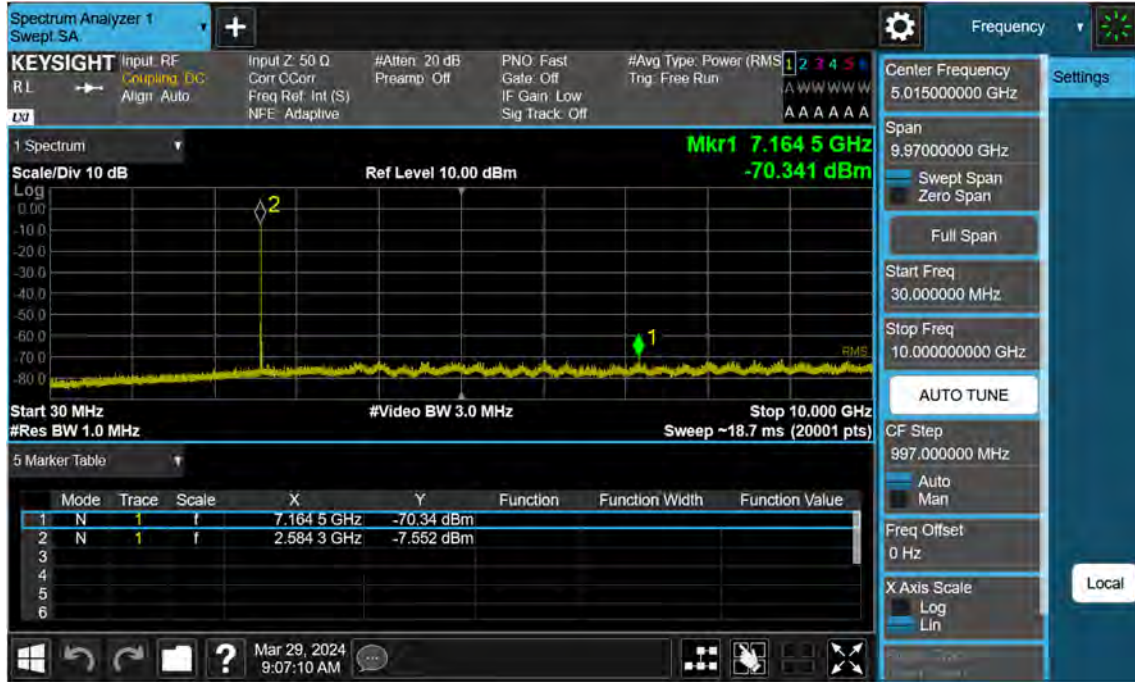 Spectrum Analyzer 1
Swept SA
+
Frequency
KEYSIGHT
RL
LXI
Input: RF
Coupling: DC
Align: Auto
Input Z: 50 Ω
Corr CCorr
Freq Ref: Int (S)
NFE: Adaptive
#Atten: 20 dB
Preamp: Off
PNO: Fast
Gate: Off
IF Gain: Low
Sig Track: Off
#Avg Type: Power (RMS
Trig: Free Run
1 2 3 4 5 6
A W W W W W
A A A A A A
1 Spectrum
Scale/Div 10 dB
Ref Level 10.00 dBm
Mkr1 7.164 5 GHz
-70.341 dBm
Log
0.00
-10.0
-20.0
-30.0
-40.0
-50.0
-60.0
-70.0
-80.0
2
1
RMS
Start 30 MHz
#Res BW 1.0 MHz
#Video BW 3.0 MHz
Stop 10.000 GHz
Sweep ~18.7 ms (20001 pts)
5 Marker Table
Mode Trace Scale X Y Function Function Width Function Value
1 N 1 f 7.164 5 GHz -70.34 dBm
2 N 1 f 2.584 3 GHz -7.552 dBm
3
4
5
6
Mar 29, 2024
9:07:10 AM
?
Center Frequency
5.015000000 GHz
Settings
Span
9.97000000 GHz
Swept Span
Zero Span
Full Span
Start Freq
30.000000 MHz
Stop Freq
10.000000000 GHz
AUTO TUNE
CF Step
997.000000 MHz
Auto
Man
Freq Offset
0 Hz
X Axis Scale
Log
Lin
Local